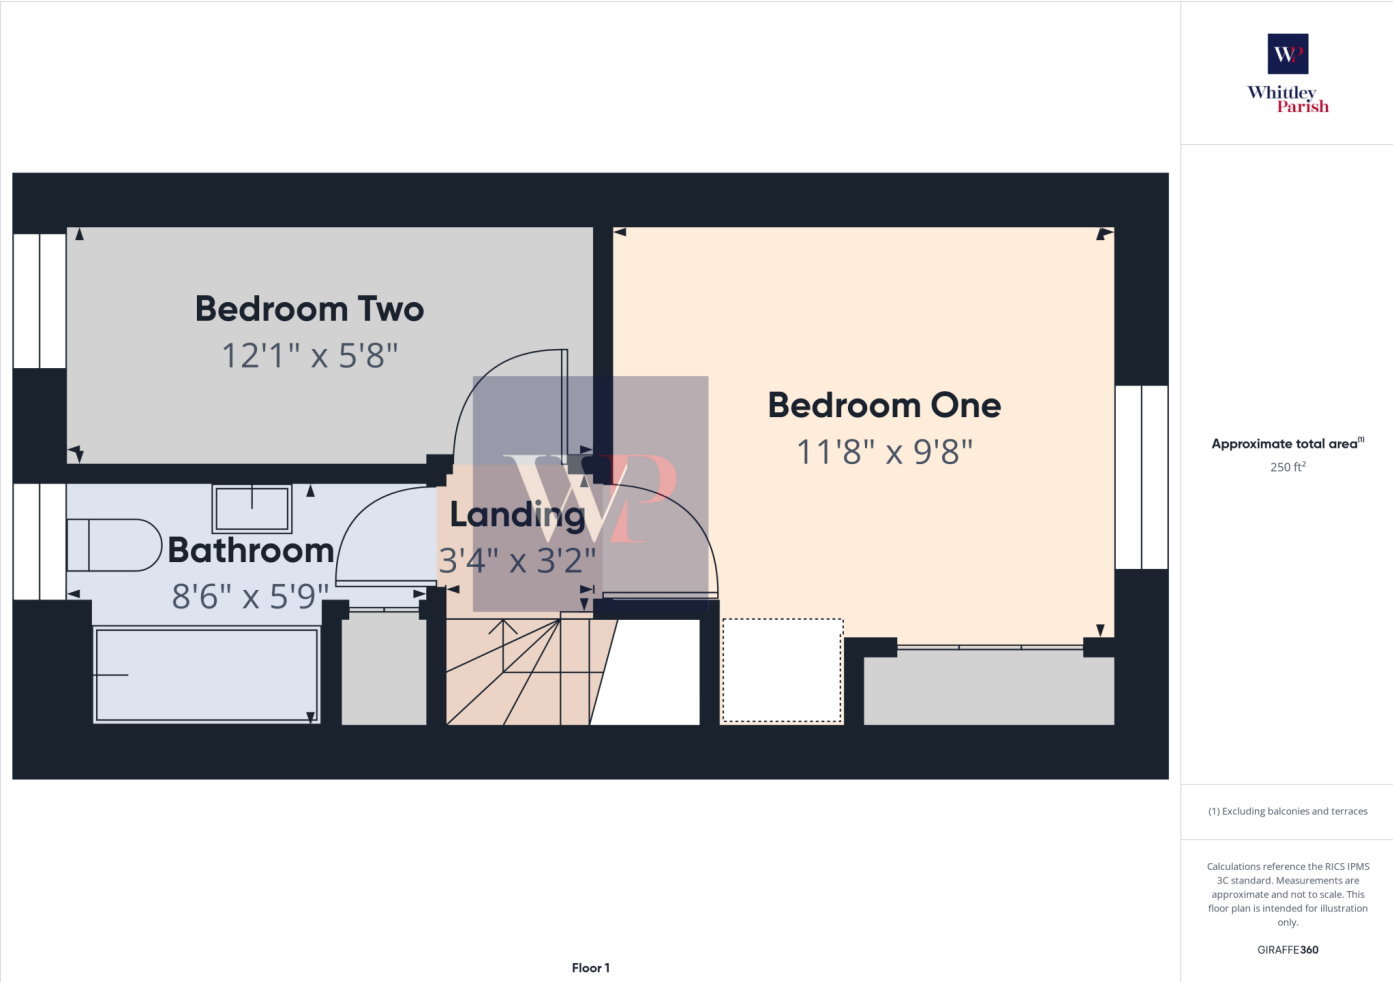 WP
Whittley
Parish
Bedroom Two
12'1" x 5'8"
Bedroom One
11'8" x 9'8"
WP
Landing
3'4" x 3'2"
Bathroom
8'6" x 5'9"
Approximate total area(1)
250 ft²
(1) Excluding balconies and terraces
Calculations reference the RICS IPMS
3C standard. Measurements are
approximate and not to scale. This
floor plan is intended for illustration
only.
GIRAFFE360
Floor 1